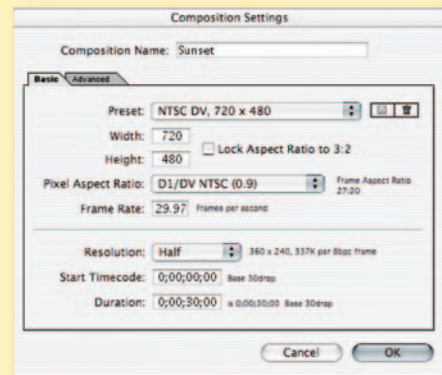 Composition Settings
Composition Name: Sunset
Basic Advanced
Preset: NTSC DV, 720 x 480
Width: 720
Lock Aspect Ratio to 3:2
Height: 480
Pixel Aspect Ratio: D1/DV NTSC (0.9) Frame Aspect Ratio
27:20
Frame Rate: 29.97 Frames per second
Resolution: Half 360 x 240, 337K per 8bpc frame
Start Timecode: 0;00;00;00 Base 30drop
Duration: 0;00;30;00 is 0;00;30;00 Base 30drop
Cancel OK